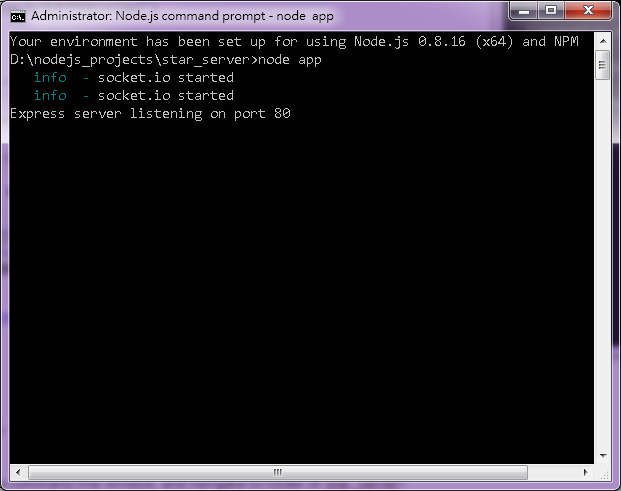 Administrator: Node.js command prompt - node  app
Your environment has been set up for using Node.js 0.8.16 (x64) and NPM
D:\nodejs_projects\star_server>node app
   info  - socket.io started
   info  - socket.io started
Express server listening on port 80